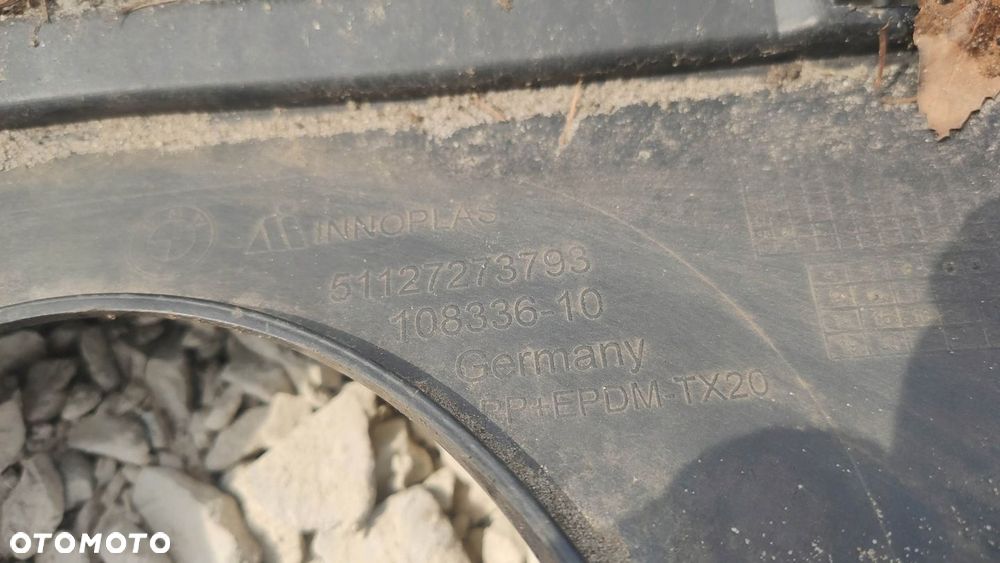 INNOPLAS
51127273793
108336-10
Germany
PP+EPDM-TX20
OTOMOTO